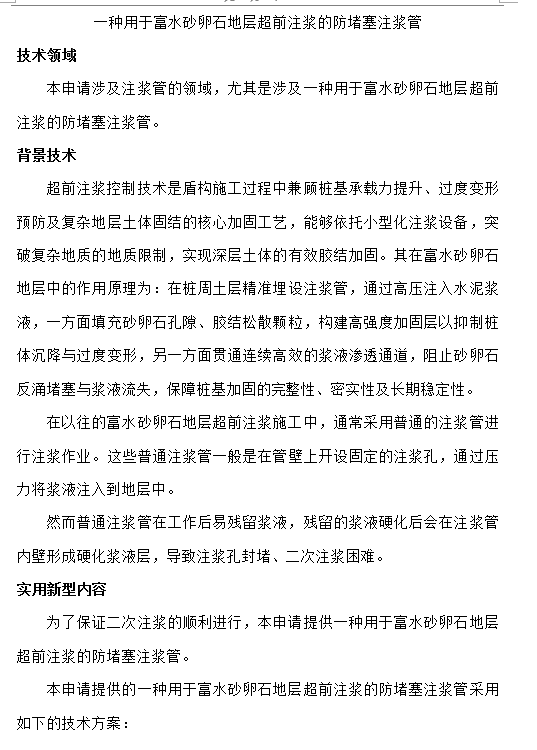 一种用于富水砂卵石地层超前注浆的防堵塞注浆管
技术领域
本申请涉及注浆管的领域，尤其是涉及一种用于富水砂卵石地层超前
注浆的防堵塞注浆管。
背景技术
超前注浆控制技术是盾构施工过程中兼顾桩基承载力提升、过度变形
预防及复杂地层土体固结的核心加固工艺，能够依托小型化注浆设备，突
破复杂地质的地质限制，实现深层土体的有效胶结加固。其在富水砂卵石
地层中的作用原理为：在桩周土层精准埋设注浆管，通过高压注入水泥浆
液，一方面填充砂卵石孔隙、胶结松散颗粒，构建高强度加固层以抑制桩
体沉降与过度变形，另一方面贯通连续高效的浆液渗透通道，阻止砂卵石
反涌堵塞与浆液流失，保障桩基加固的完整性、密实性及长期稳定性。
在以往的富水砂卵石地层超前注浆施工中，通常采用普通的注浆管进
行注浆作业。这些普通注浆管一般是在管壁上开设固定的注浆孔，通过压
力将浆液注入到地层中。
然而普通注浆管在工作后易残留浆液，残留的浆液硬化后会在注浆管
内壁形成硬化浆液层，导致注浆孔封堵、二次注浆困难。
实用新型内容
为了保证二次注浆的顺利进行，本申请提供一种用于富水砂卵石地层
超前注浆的防堵塞注浆管。
本申请提供的一种用于富水砂卵石地层超前注浆的防堵塞注浆管采用
如下的技术方案：